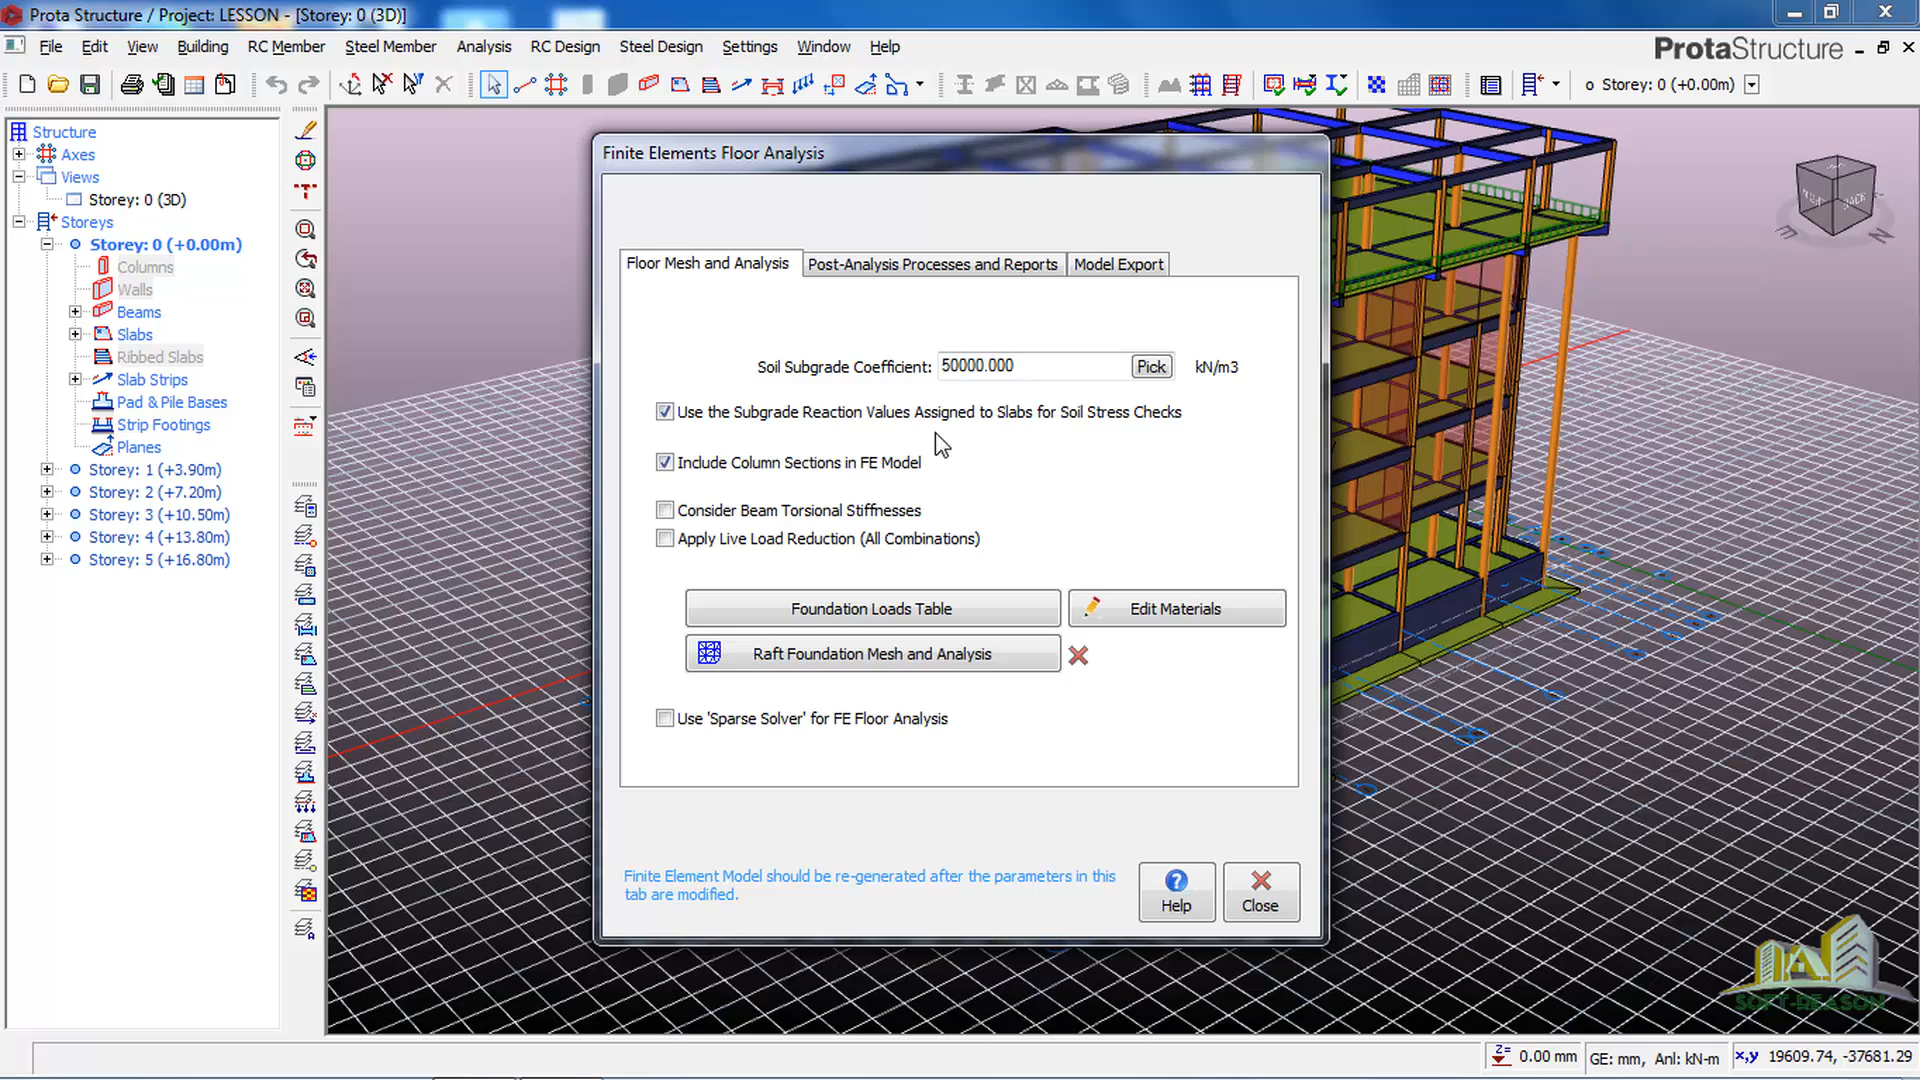 Prota Structure / Project: LESSON - [Storey: 0 (3D)]
File Edit View Building RC Member Steel Member Analysis RC Design Steel Design Settings Window Help
ProtaStructure
o Storey: 0 (+0.00m)
Structure
Axes
Views
Storey: 0 (3D)
Storeys
Storey: 0 (+0.00m)
Columns
Walls
Beams
Slabs
Ribbed Slabs
Slab Strips
Pad & Pile Bases
Strip Footings
Planes
Storey: 1 (+3.90m)
Storey: 2 (+7.20m)
Storey: 3 (+10.50m)
Storey: 4 (+13.80m)
Storey: 5 (+16.80m)
Finite Elements Floor Analysis
Floor Mesh and Analysis Post-Analysis Processes and Reports Model Export
Soil Subgrade Coefficient: 50000.000 Pick kN/m3
Use the Subgrade Reaction Values Assigned to Slabs for Soil Stress Checks
Include Column Sections in FE Model
Consider Beam Torsional Stiffnesses
Apply Live Load Reduction (All Combinations)
Foundation Loads Table Edit Materials
Raft Foundation Mesh and Analysis
Use 'Sparse Solver' for FE Floor Analysis
Finite Element Model should be re-generated after the parameters in this
tab are modified.
Help Close
BACK
SOFT-REASON
Z= 0.00 mm GE: mm, Anl: kN-m x,y 19609.74, -37681.29